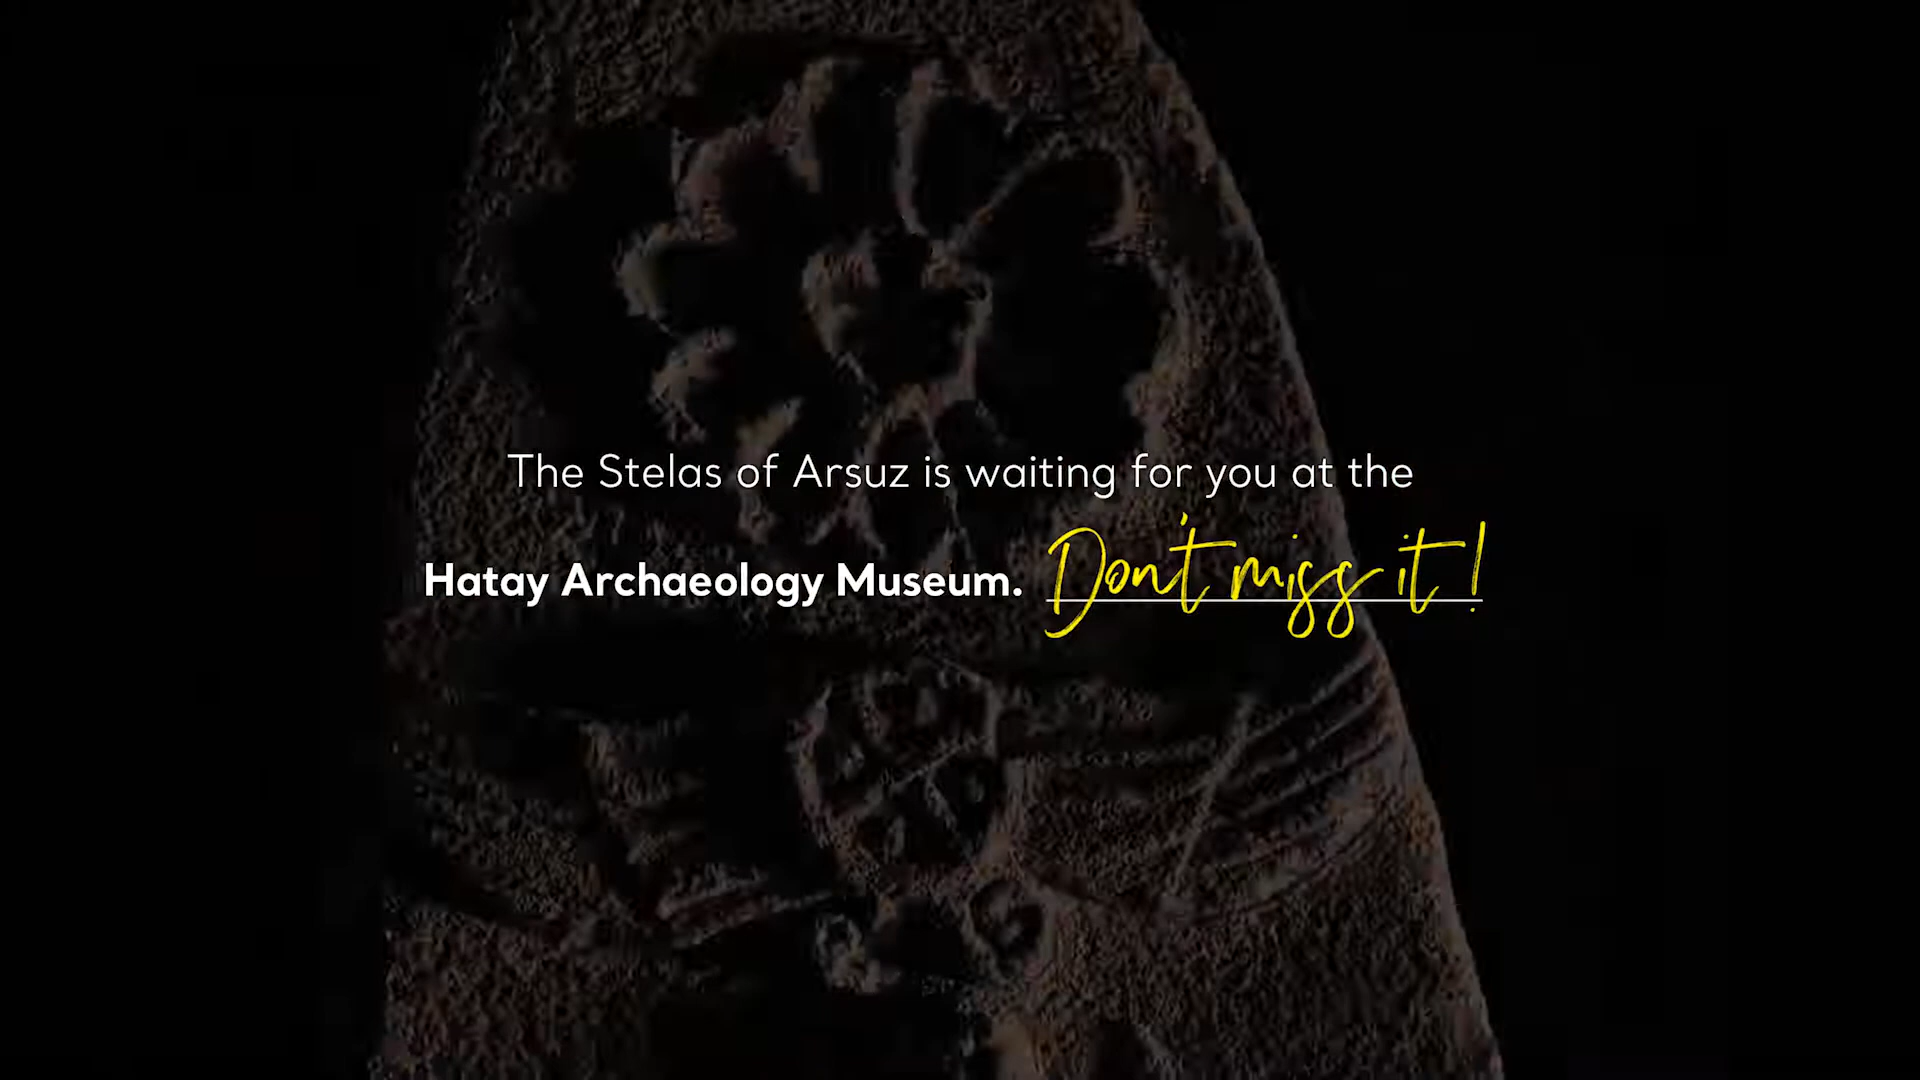 The Stelas of Arsuz is waiting for you at the
Hatay Archaeology Museum. Don't miss it!